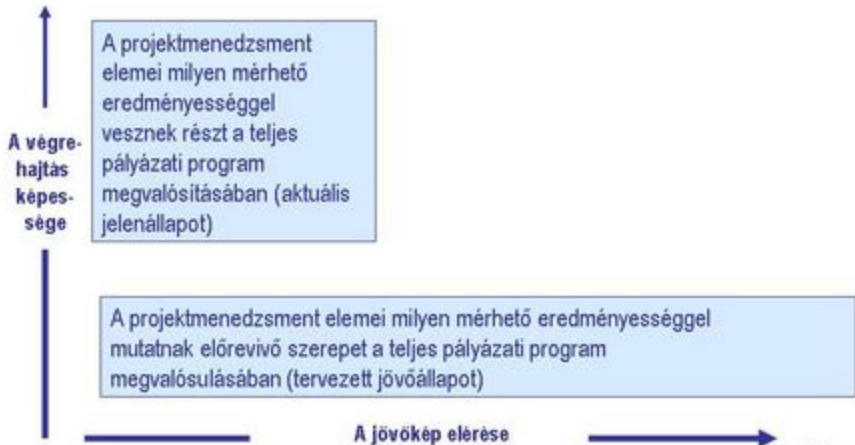 A projektmenedzsment
elemei milyen mérhető
eredményességgel
vesznek részt a teljes
pályázati program
megvalósításában (aktuális
jelenállapot)
A végre-
hajtás
képes-
sége
A projektmenedzsment elemei milyen mérhető eredményességgel
mutatnak előrevivő szerepet a teljes pályázati program
megvalósulásában (tervezett jövőállapot)
A jövőkép elérése